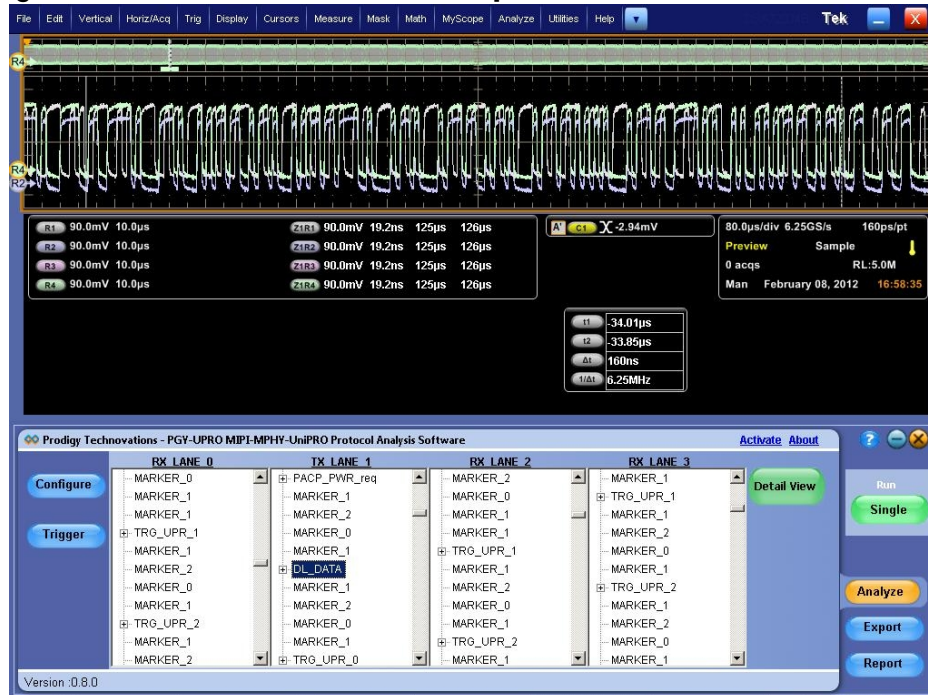 File Edit Vertical Horiz/Acq Trig Display Cursors Measure Mask Math MyScope Analyze Utilities Help Tek X
R4
R4
R2
R1 90.0mV 10.0µs Z1R1 90.0mV 19.2ns 125µs 126µs
R2 90.0mV 10.0µs Z1R2 90.0mV 19.2ns 125µs 126µs
R3 90.0mV 10.0µs Z1R3 90.0mV 19.2ns 125µs 126µs
R4 90.0mV 10.0µs Z1R4 90.0mV 19.2ns 125µs 126µs
A' C1 -2.94mV
80.0µs/div 6.25GS/s 160ps/pt
Preview Sample
0 acqs RL:5.0M
Man February 08, 2012 16:58:35
t1 -34.01µs
t2 -33.85µs
Δt 160ns
1/Δt 6.25MHz
Prodigy Technovations - PGY-UPRO MIPI-MPHY-UniPRO Protocol Analysis Software Activate About ?
Configure
Trigger
RX LANE 0
MARKER_0
MARKER_1
MARKER_1
TRG_UPR_1
MARKER_1
MARKER_2
MARKER_0
MARKER_1
TRG_UPR_2
MARKER_1
MARKER_2
TX LANE 1
PACP_PWR_req
MARKER_1
MARKER_2
MARKER_0
MARKER_1
DL_DATA
MARKER_1
MARKER_2
MARKER_0
MARKER_1
TRG_UPR_0
RX LANE 2
MARKER_2
MARKER_0
MARKER_1
MARKER_1
TRG_UPR_1
MARKER_1
MARKER_2
MARKER_0
MARKER_1
TRG_UPR_2
MARKER_1
RX LANE 3
MARKER_1
TRG_UPR_1
MARKER_1
MARKER_2
MARKER_0
MARKER_1
TRG_UPR_2
MARKER_1
MARKER_2
MARKER_0
MARKER_1
Detail View
Run
Single
Analyze
Export
Report
Version :0.8.0